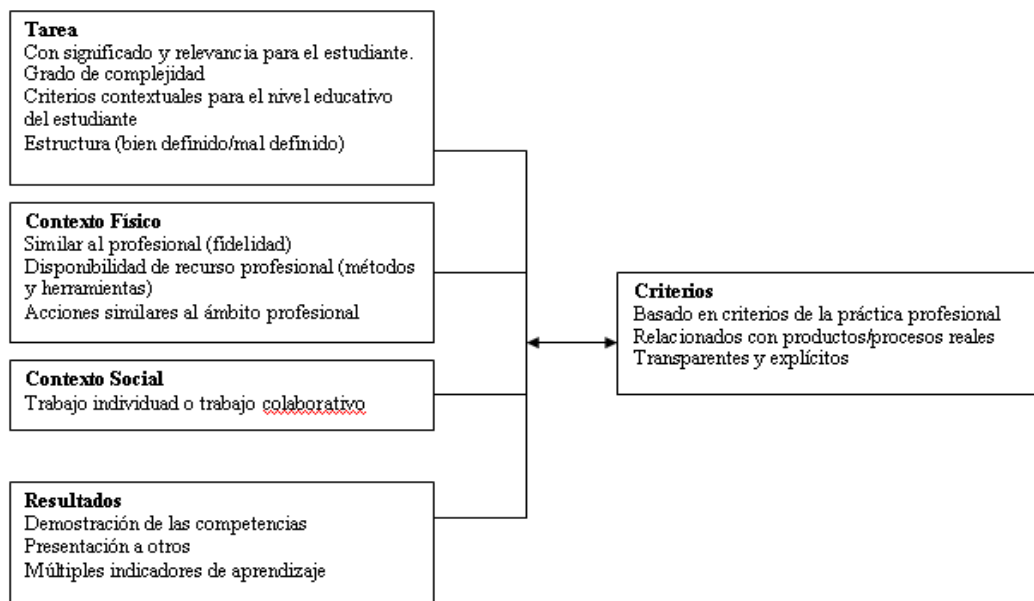 Tarea
Con significado y relevancia para el estudiante.
Grado de complejidad
Criterios contextuales para el nivel educativo
del estudiante
Estructura (bien definido/mal definido)
Contexto Físico
Similar al profesional (fidelidad)
Disponibilidad de recurso profesional (métodos
y herramientas)
Acciones similares al ámbito profesional
Contexto Social
Trabajo individuad o trabajo colaborativo
Resultados
Demostración de las competencias
Presentación a otros
Múltiples indicadores de aprendizaje
Criterios
Basado en criterios de la práctica profesional
Relacionados con productos/procesos reales
Transparentes y explícitos